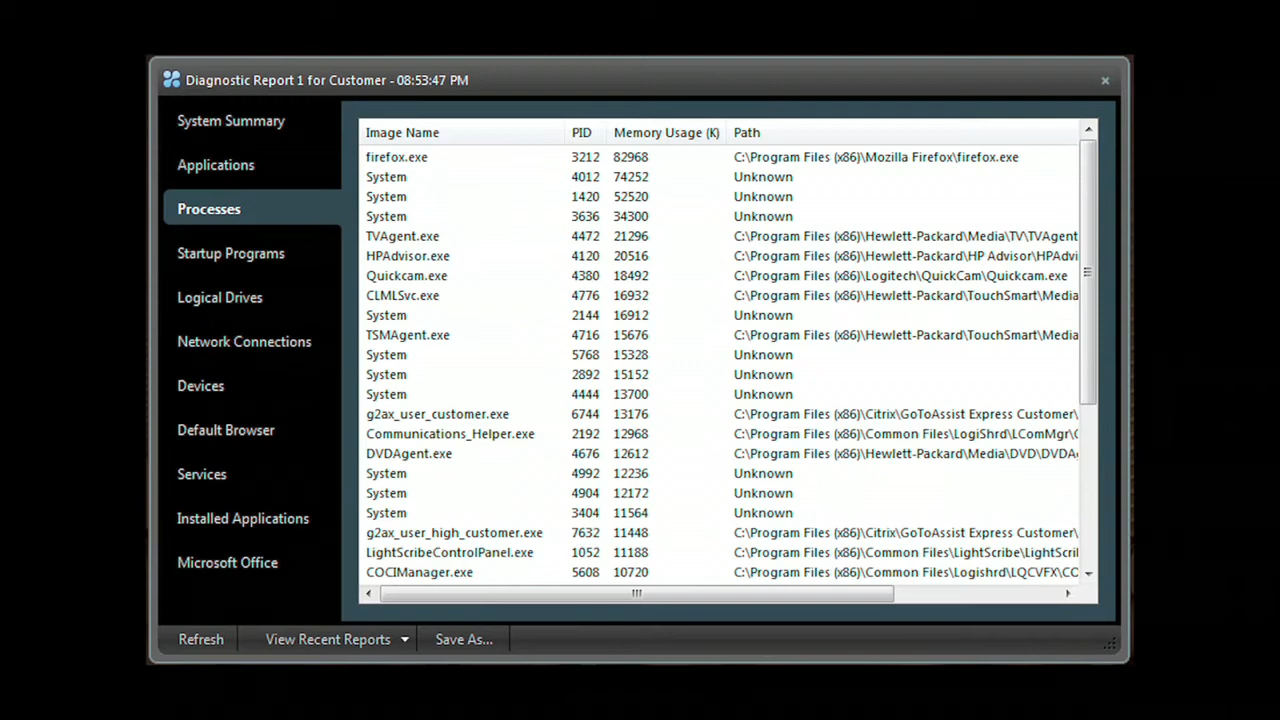 Diagnostic Report 1 for Customer - 08:53:47 PM
System Summary
Applications
Processes
Startup Programs
Logical Drives
Network Connections
Devices
Default Browser
Services
Installed Applications
Microsoft Office
Image Name PID Memory Usage (K) Path
firefox.exe 3212 82968 C:\Program Files (x86)\Mozilla Firefox\firefox.exe
System 4012 74252 Unknown
System 1420 52520 Unknown
System 3636 34300 Unknown
TVAgent.exe 4472 21296 C:\Program Files (x86)\Hewlett-Packard\Media\TV\TVAgent
HPAdvisor.exe 4120 20516 C:\Program Files (x86)\Hewlett-Packard\HP Advisor\HPAdvi
Quickcam.exe 4380 18492 C:\Program Files (x86)\Logitech\QuickCam\Quickcam.exe
CLMLSvc.exe 4776 16932 C:\Program Files (x86)\Hewlett-Packard\TouchSmart\Media
System 2144 16912 Unknown
TSMAgent.exe 4716 15676 C:\Program Files (x86)\Hewlett-Packard\TouchSmart\Media
System 5768 15328 Unknown
System 2892 15152 Unknown
System 4444 13700 Unknown
g2ax_user_customer.exe 6744 13176 C:\Program Files (x86)\Citrix\GoToAssist Express Customer\
Communications_Helper.exe 2192 12968 C:\Program Files (x86)\Common Files\LogiShrd\LComMgr\C
DVDAgent.exe 4676 12612 C:\Program Files (x86)\Hewlett-Packard\Media\DVD\DVDAg
System 4992 12236 Unknown
System 4904 12172 Unknown
System 3404 11564 Unknown
g2ax_user_high_customer.exe 7632 11448 C:\Program Files (x86)\Citrix\GoToAssist Express Customer\
LightScribeControlPanel.exe 1052 11188 C:\Program Files (x86)\Common Files\LightScribe\LightScri
COCIManager.exe 5608 10720 C:\Program Files (x86)\Common Files\Logishrd\LQCVFX\CO
Refresh View Recent Reports Save As...